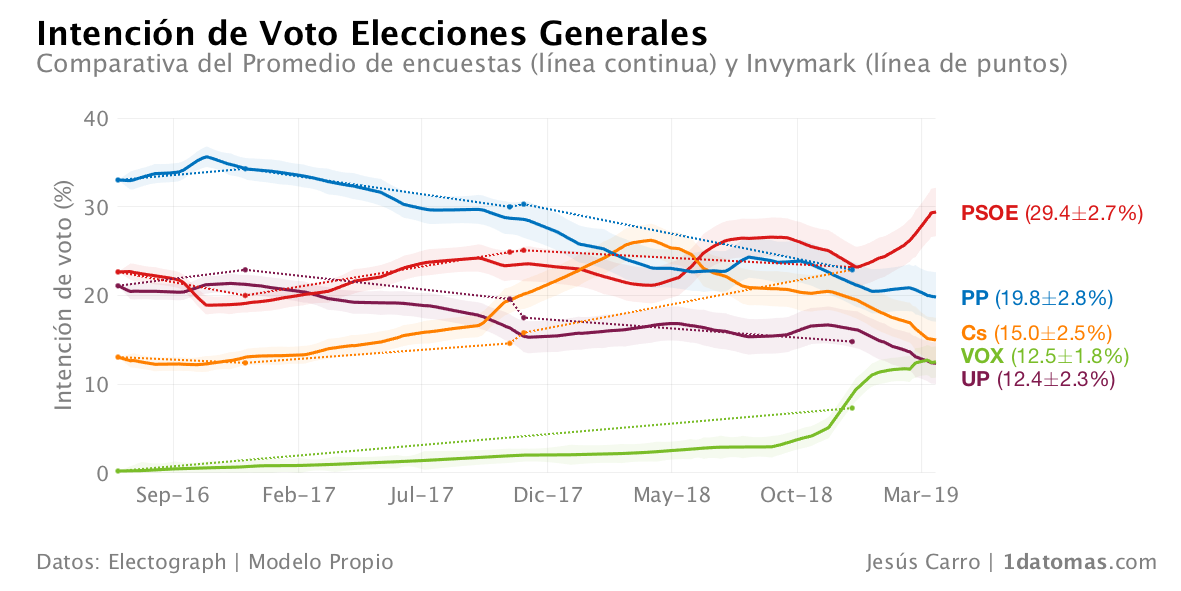 Intención de Voto Elecciones Generales
Comparativa del Promedio de encuestas (línea continua) y Invymark (línea de puntos)
Intención de voto (%)
40
30
20
10
0
Sep-16 Feb-17 Jul-17 Dic-17 May-18 Oct-18 Mar-19
PSOE (29.4±2.7%)
PP (19.8±2.8%)
Cs (15.0±2.5%)
VOX (12.5±1.8%)
UP (12.4±2.3%)
Datos: Electograph | Modelo Propio
Jesús Carro | 1datomas.com